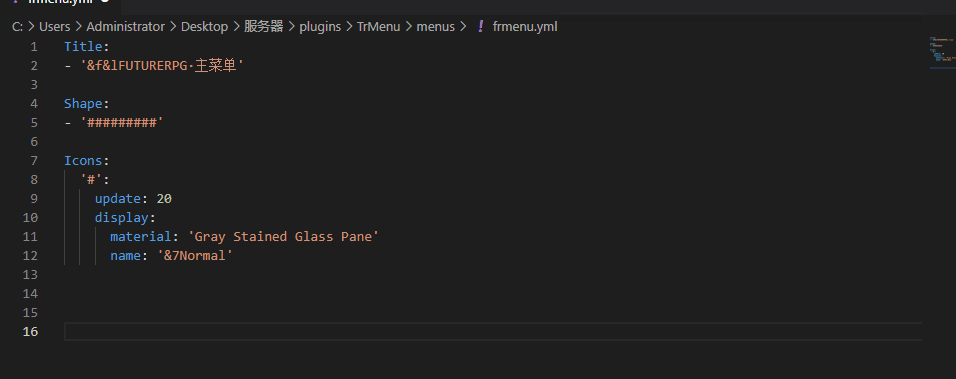 frmenu.yml
C: > Users > Administrator > Desktop > 服务器 > plugins > TrMenu > menus > ! frmenu.yml
1 Title:
2 - '&f&lFUTURERPG·主菜单'
3
4 Shape:
5 - '#########'
6
7 Icons:
8 '#':
9 update: 20
10 display:
11 material: 'Gray Stained Glass Pane'
12 name: '&7Normal'
13
14
15
16